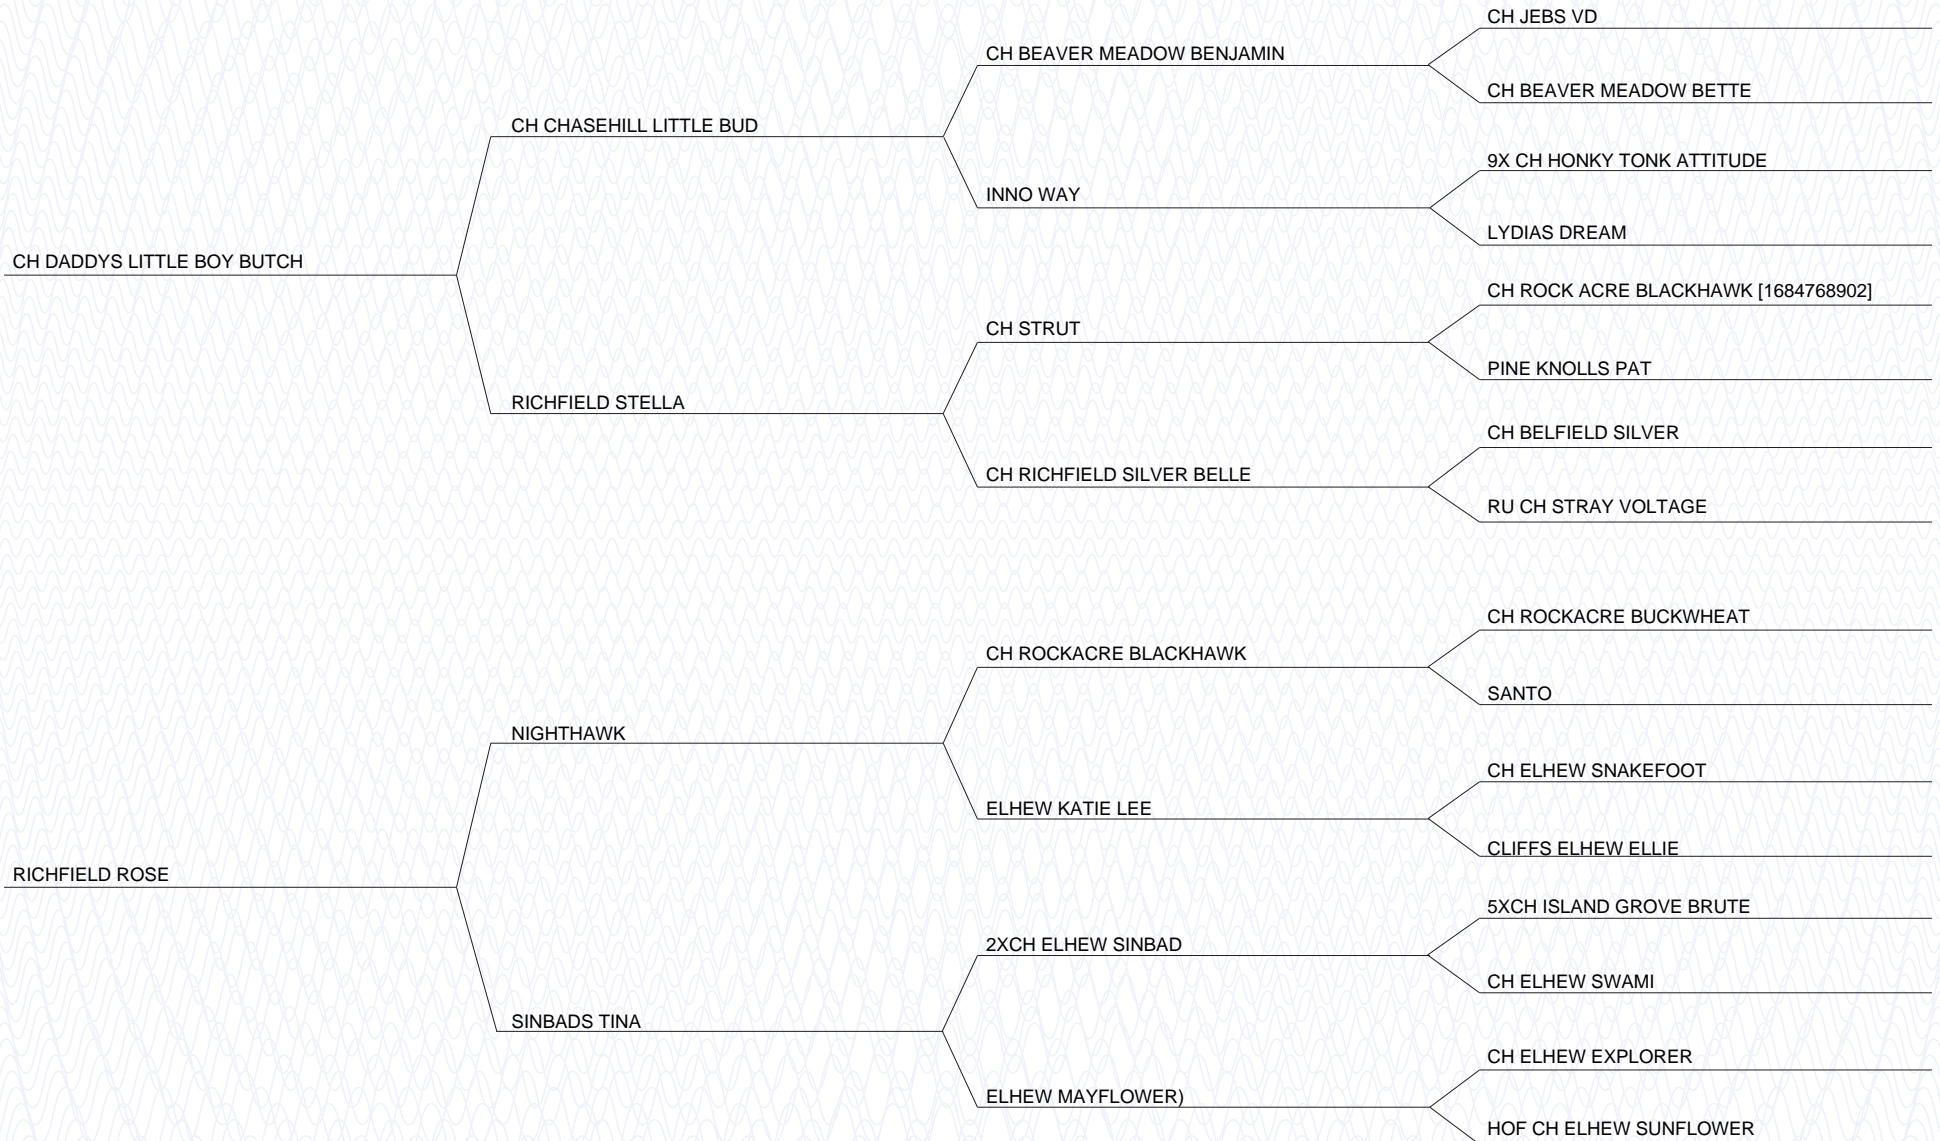 CH JEBS VD
CH BEAVER MEADOW BENJAMIN
CH BEAVER MEADOW BETTE
CH CHASEHILL LITTLE BUD
9X CH HONKY TONK ATTITUDE
INNO WAY
LYDIAS DREAM
CH DADDYS LITTLE BOY BUTCH
CH ROCK ACRE BLACKHAWK [1684768902]
CH STRUT
PINE KNOLLS PAT
RICHFIELD STELLA
CH BELFIELD SILVER
CH RICHFIELD SILVER BELLE
RU CH STRAY VOLTAGE
CH ROCKACRE BUCKWHEAT
CH ROCKACRE BLACKHAWK
SANTO
NIGHTHAWK
CH ELHEW SNAKEFOOT
ELHEW KATIE LEE
CLIFFS ELHEW ELLIE
RICHFIELD ROSE
5XCH ISLAND GROVE BRUTE
2XCH ELHEW SINBAD
CH ELHEW SWAMI
SINBADS TINA
CH ELHEW EXPLORER
ELHEW MAYFLOWER)
HOF CH ELHEW SUNFLOWER